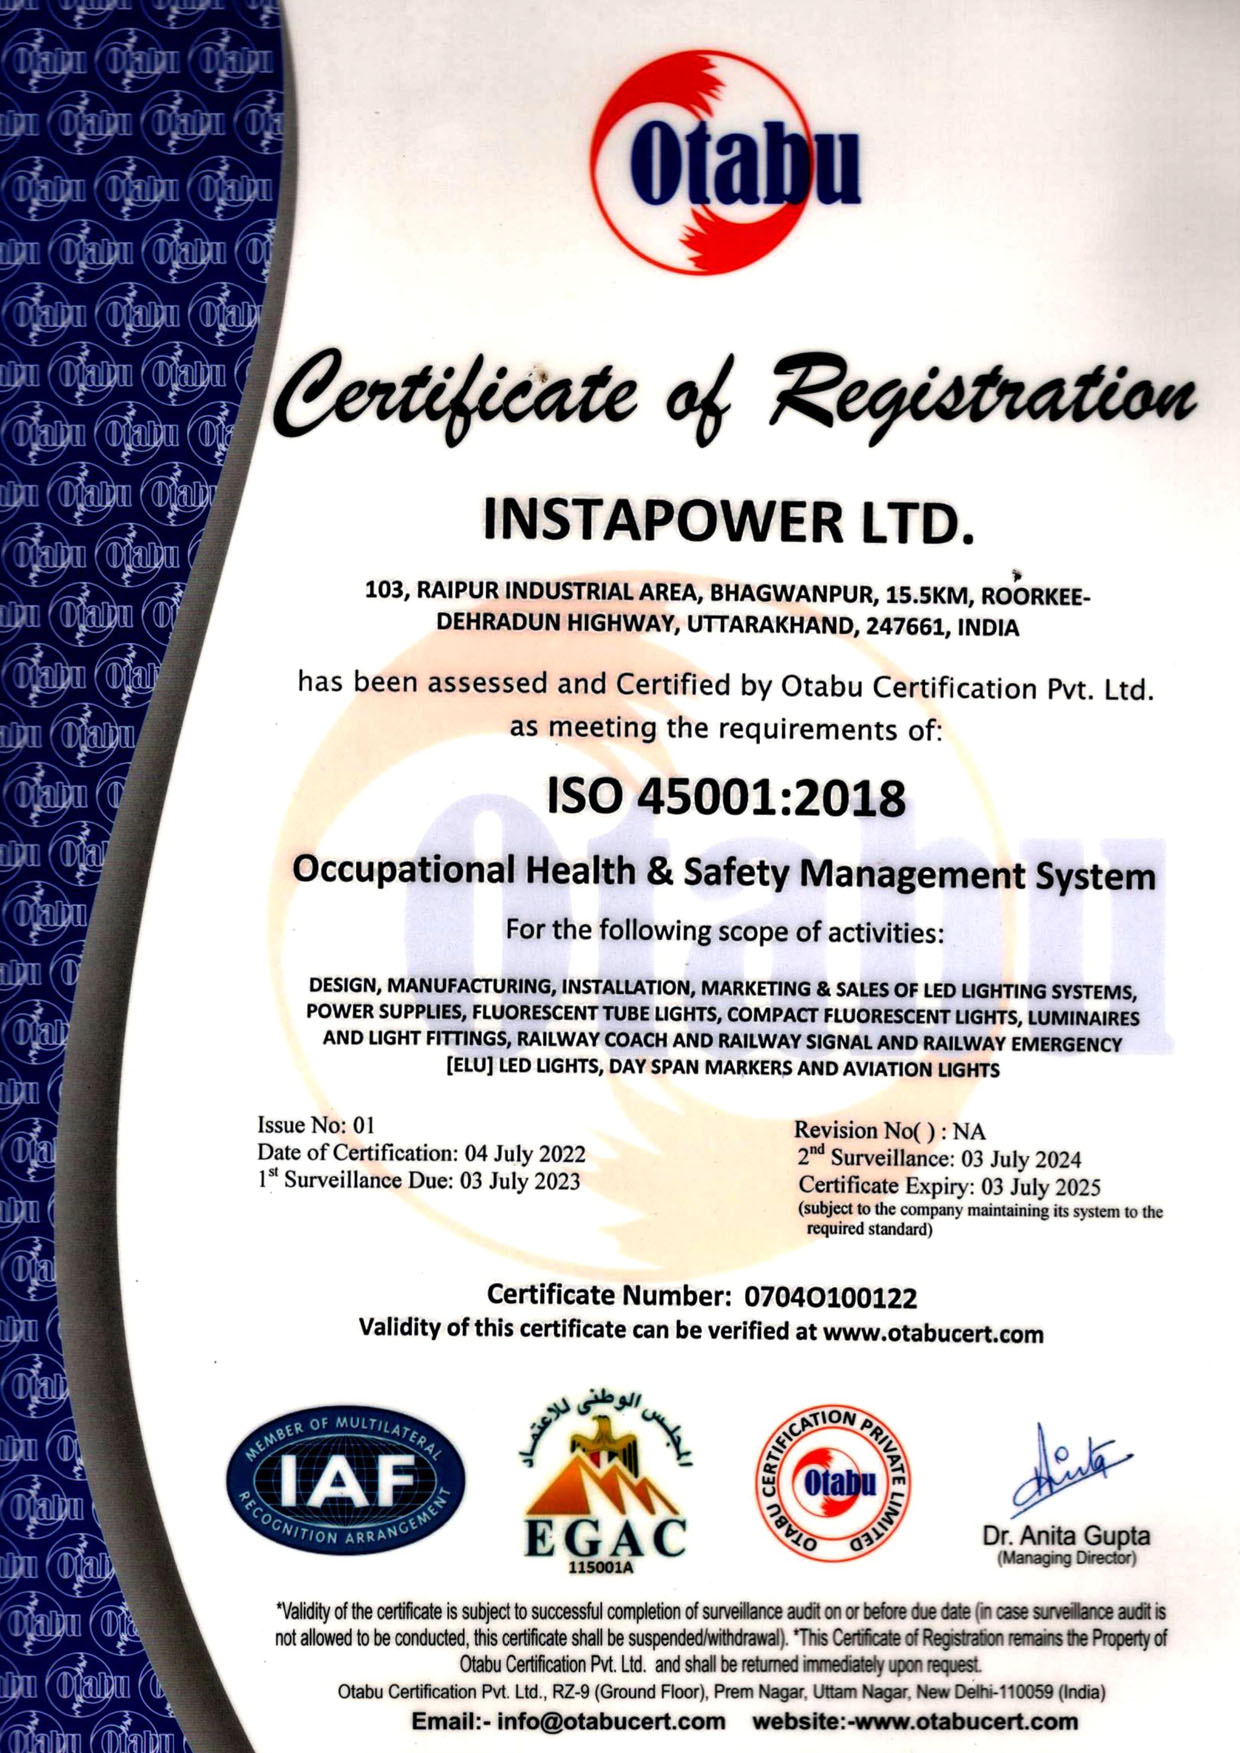 Otabu
Certificate of Registration
INSTAPOWER LTD.
103, RAIPUR INDUSTRIAL AREA, BHAGWANPUR, 15.5KM, ROORKEE-
DEHRADUN HIGHWAY, UTTARAKHAND, 247661, INDIA
has been assessed and Certified by Otabu Certification Pvt. Ltd.
as meeting the requirements of:
ISO 45001:2018
Occupational Health & Safety Management System
For the following scope of activities:
DESIGN, MANUFACTURING, INSTALLATION, MARKETING & SALES OF LED LIGHTING SYSTEMS,
POWER SUPPLIES, FLUORESCENT TUBE LIGHTS, COMPACT FLUORESCENT LIGHTS, LUMINAIRES
AND LIGHT FITTINGS, RAILWAY COACH AND RAILWAY SIGNAL AND RAILWAY EMERGENCY
[ELU] LED LIGHTS, DAY SPAN MARKERS AND AVIATION LIGHTS
Issue No: 01
Date of Certification: 04 July 2022
1st Surveillance Due: 03 July 2023
Revision No( ) : NA
2nd Surveillance: 03 July 2024
Certificate Expiry: 03 July 2025
(subject to the company maintaining its system to the
required standard)
Certificate Number: 0704O100122
Validity of this certificate can be verified at www.otabucert.com
MEMBER OF MULTILATERAL
IAF
RECOGNITION ARRANGEMENT
المجلس الوطنى للاعتماد
EGAC
115001A
OTABU CERTIFICATION PRIVATE LIMITED
Otabu
Anita
Dr. Anita Gupta
(Managing Director)
*Validity of the certificate is subject to successful completion of surveillance audit on or before due date (in case surveillance audit is
not allowed to be conducted, this certificate shall be suspended/withdrawal). *This Certificate of Registration remains the Property of
Otabu Certification Pvt. Ltd. and shall be returned immediately upon request.
Otabu Certification Pvt. Ltd., RZ-9 (Ground Floor), Prem Nagar, Uttam Nagar, New Delhi-110059 (India)
Email:- info@otabucert.com website:-www.otabucert.com